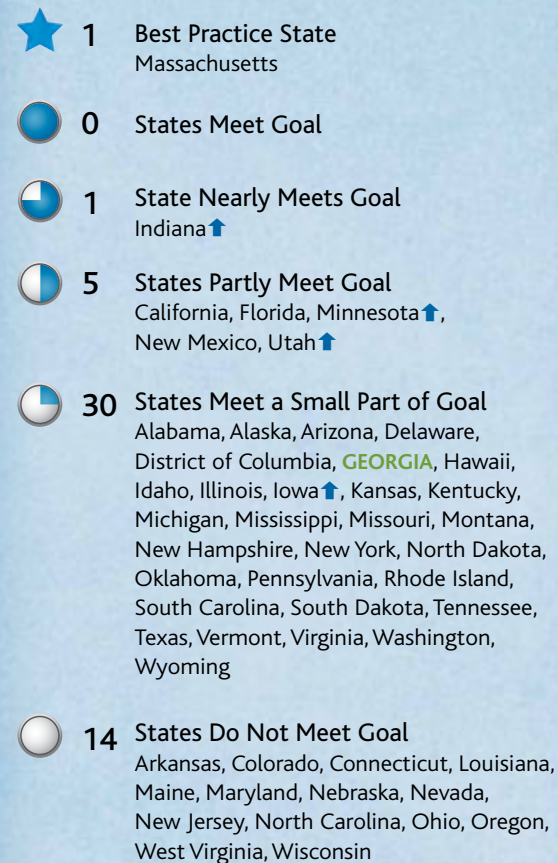 1 Best Practice State
Massachusetts
0 States Meet Goal
1 State Nearly Meets Goal
Indiana⬆
5 States Partly Meet Goal
California, Florida, Minnesota⬆,
New Mexico, Utah⬆
30 States Meet a Small Part of Goal
Alabama, Alaska, Arizona, Delaware,
District of Columbia, GEORGIA, Hawaii,
Idaho, Illinois, Iowa⬆, Kansas, Kentucky,
Michigan, Mississippi, Missouri, Montana,
New Hampshire, New York, North Dakota,
Oklahoma, Pennsylvania, Rhode Island,
South Carolina, South Dakota, Tennessee,
Texas, Vermont, Virginia, Washington,
Wyoming
14 States Do Not Meet Goal
Arkansas, Colorado, Connecticut, Louisiana,
Maine, Maryland, Nebraska, Nevada,
New Jersey, North Carolina, Ohio, Oregon,
West Virginia, Wisconsin